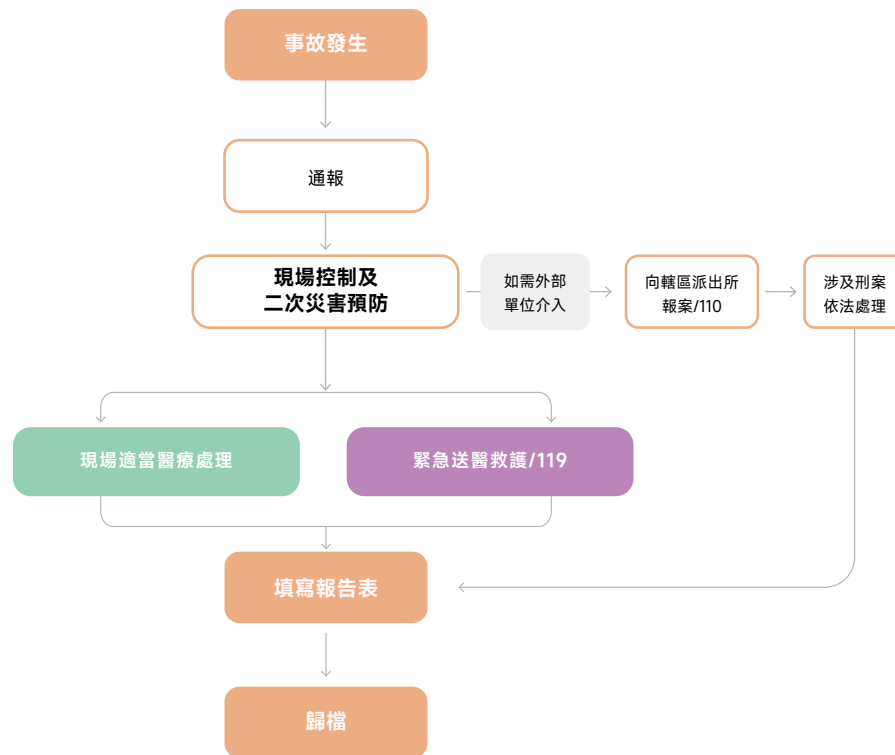 事故發生
通報
現場控制及
二次災害預防
如需外部
單位介入
向轄區派出所
報案/110
涉及刑案
依法處理
現場適當醫療處理
緊急送醫救護/119
填寫報告表
歸檔